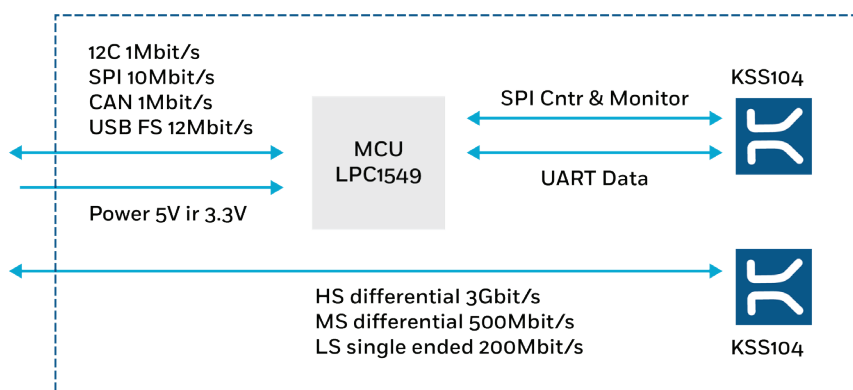 12C 1Mbit/s
SPI 10Mbit/s
CAN 1Mbit/s
USB FS 12Mbit/s
Power 5V ir 3.3V
MCU
LPC1549
SPI Cntr & Monitor
UART Data
KSS104
HS differential 3Gbit/s
MS differential 500Mbit/s
LS single ended 200Mbit/s
KSS104